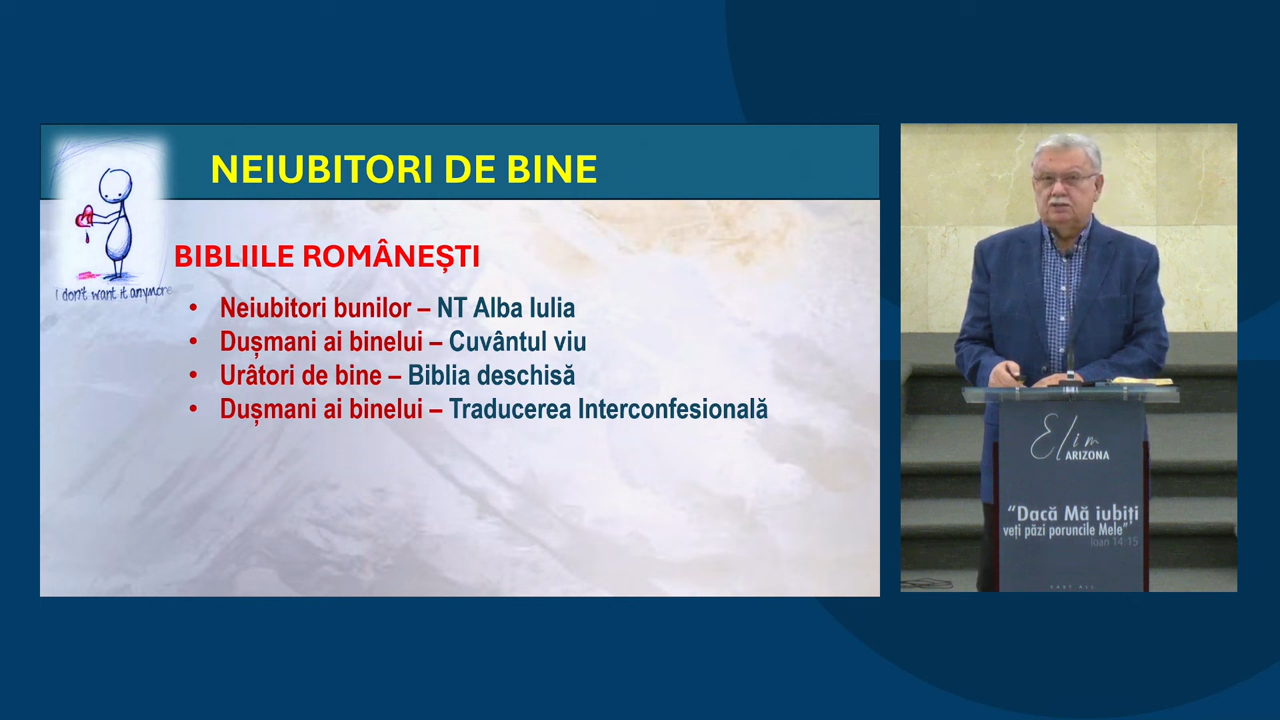 NEIUBITORI DE BINE
I don't want it anymore
BIBLIILE ROMÂNEȘTI
• Neiubitori bunilor – NT Alba Iulia
• Dușmani ai binelui – Cuvântul viu
• Urâtori de bine – Biblia deschisă
• Dușmani ai binelui – Traducerea Interconfesională
Elim
ARIZONA
“Dacă Mă iubiți
veți păzi poruncile Mele”
Ioan 14:15